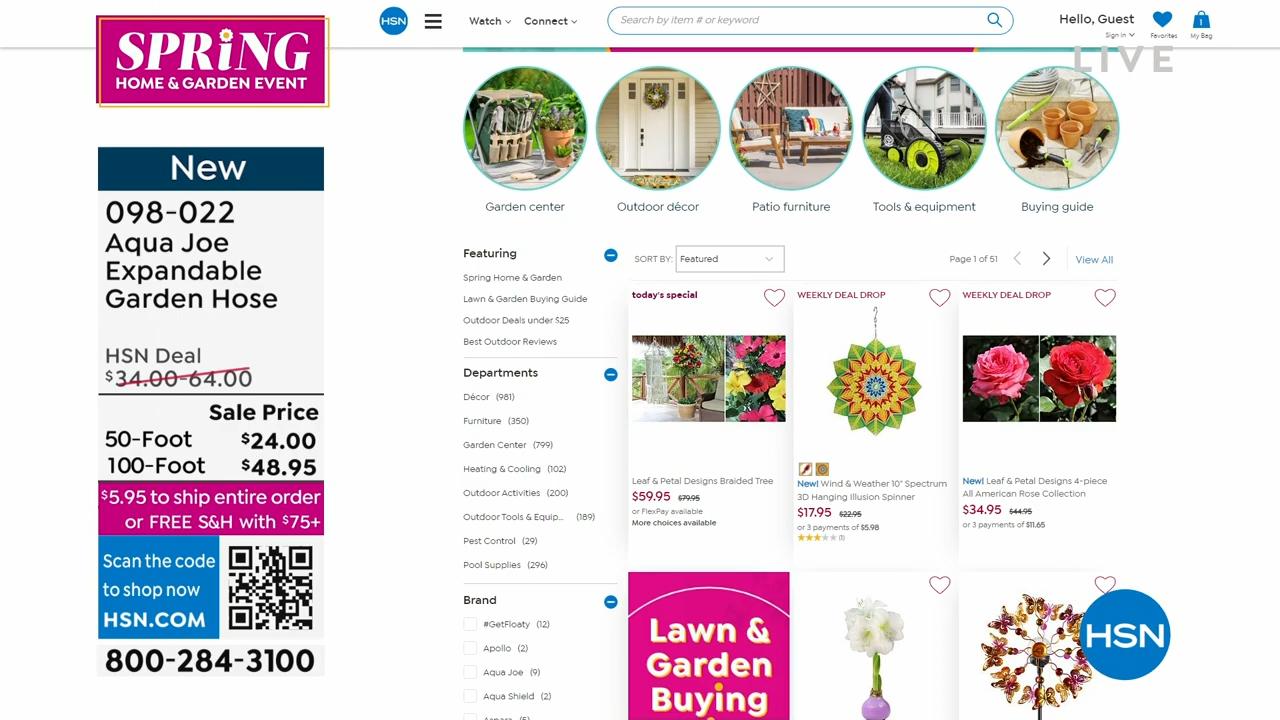 SPRING
HOME & GARDEN EVENT
New
098-022
Aqua Joe
Expandable
Garden Hose
HSN Deal
$34.00-64.00
Sale Price
50-Foot $24.00
100-Foot $48.95
$5.95 to ship entire order
or FREE S&H with $75+
Scan the code
to shop now
HSN.COM
800-284-3100
HSN
Watch
Connect
Search by item # or keyword
Hello, Guest
Sign in
Favorites
1
My Bag
LIVE
Garden center
Outdoor décor
Patio furniture
Tools & equipment
Buying guide
Featuring
Spring Home & Garden
Lawn & Garden Buying Guide
Outdoor Deals under $25
Best Outdoor Reviews
Departments
Décor (981)
Furniture (350)
Garden Center (799)
Heating & Cooling (102)
Outdoor Activities (200)
Outdoor Tools & Equip... (189)
Pest Control (29)
Pool Supplies (296)
Brand
#GetFloaty (12)
Apollo (2)
Aqua Joe (9)
Aqua Shield (2)
SORT BY: Featured
Page 1 of 51
View All
today's special
Leaf & Petal Designs Braided Tree
$59.95 $79.95
or FlexPay available
More choices available
WEEKLY DEAL DROP
New! Wind & Weather 10" Spectrum
3D Hanging Illusion Spinner
$17.95 $22.95
or 3 payments of $5.98
(1)
WEEKLY DEAL DROP
New! Leaf & Petal Designs 4-piece
All American Rose Collection
$34.95 $44.95
or 3 payments of $11.65
Lawn &
Garden
Buying
HSN